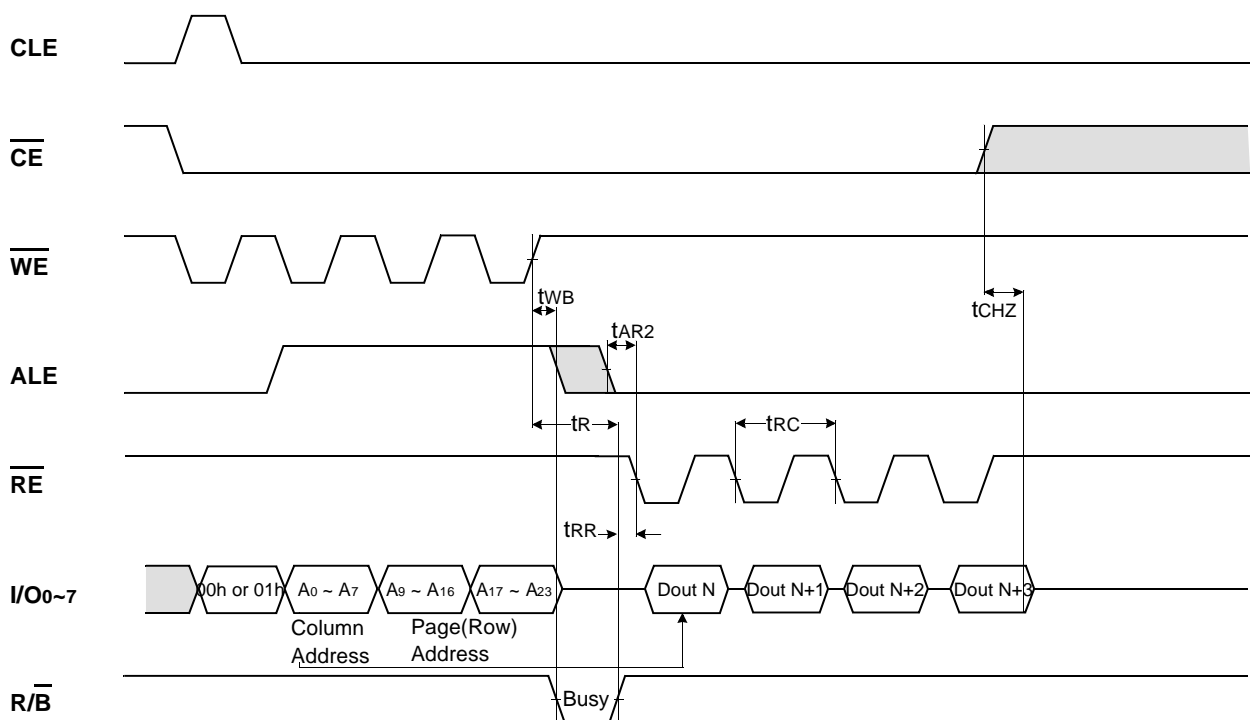 CLE
CE
WE
tWB
tCHZ
tAR2
ALE
tR
tRC
RE
tRR
I/O0~7
00h or 01h
A0 ~ A7
A9 ~ A16
A17 ~ A23
Dout N
Dout N+1
Dout N+2
Dout N+3
Column
Address
Page(Row)
Address
R/B
Busy